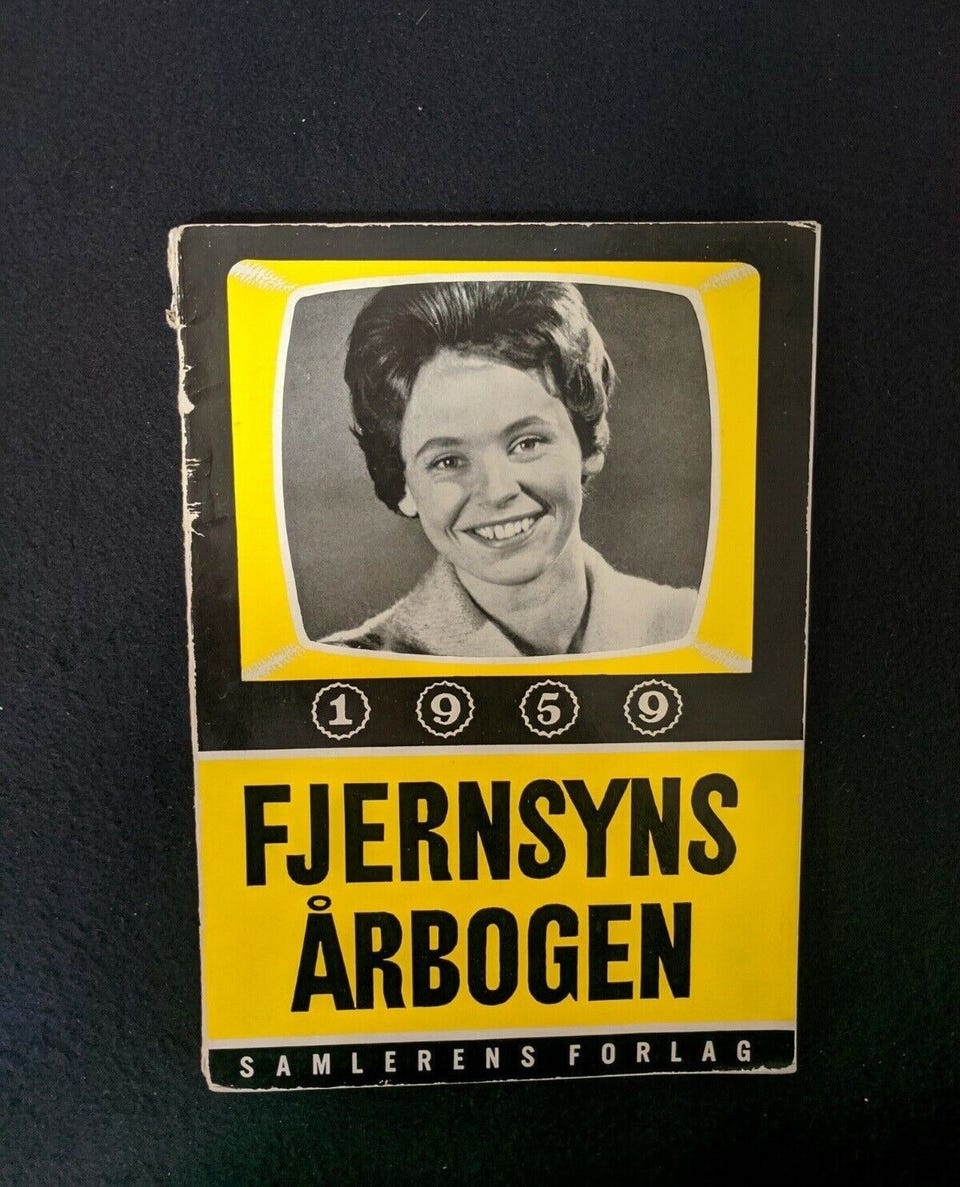 1 9 5 9
FJERNSYNS
ÅRBOGEN
SAMLERENS FORLAG